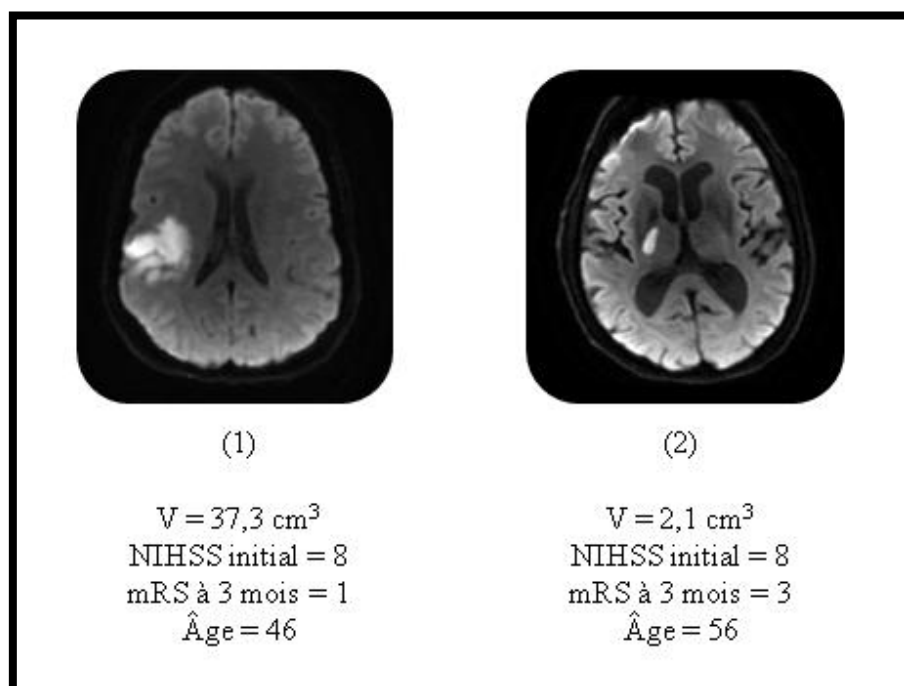 (1)
V = 37,3 cm³
NIHSS initial = 8
mRS à 3 mois = 1
Âge = 46
(2)
V = 2,1 cm³
NIHSS initial = 8
mRS à 3 mois = 3
Âge = 56